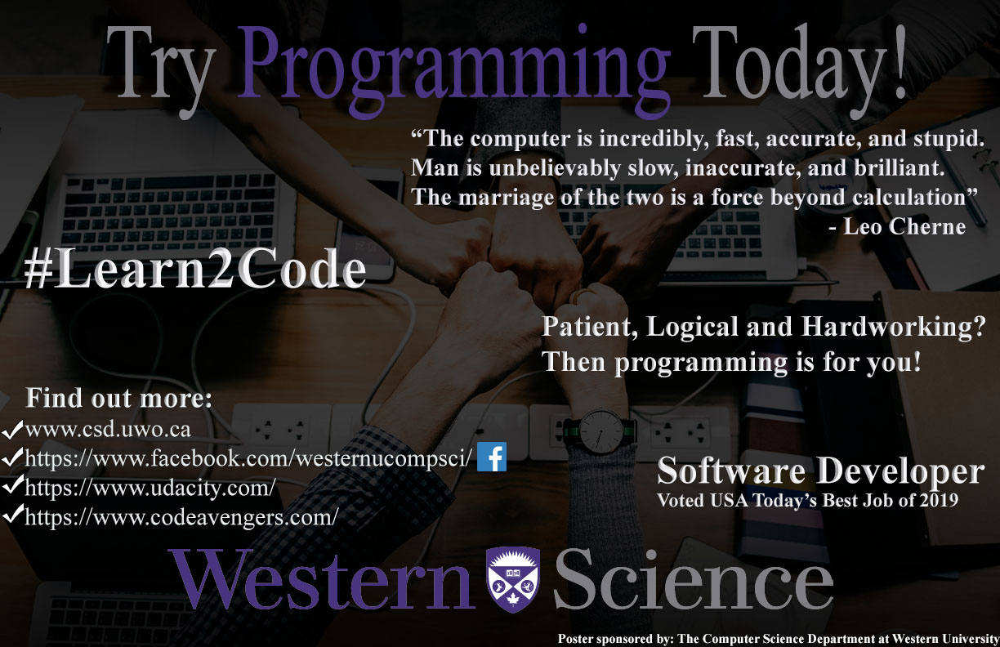 Try Programming Today!
“The computer is incredibly, fast, accurate, and stupid.
Man is unbelievably slow, inaccurate, and brilliant.
The marriage of the two is a force beyond calculation”
- Leo Cherne
#Learn2Code
Patient, Logical and Hardworking?
Then programming is for you!
Find out more:
www.csd.uwo.ca
https://www.facebook.com/westernucompsci/
https://www.udacity.com/
https://www.codeavengers.com/
Software Developer
Voted USA Today’s Best Job of 2019
Western Science
Poster sponsored by: The Computer Science Department at Western University